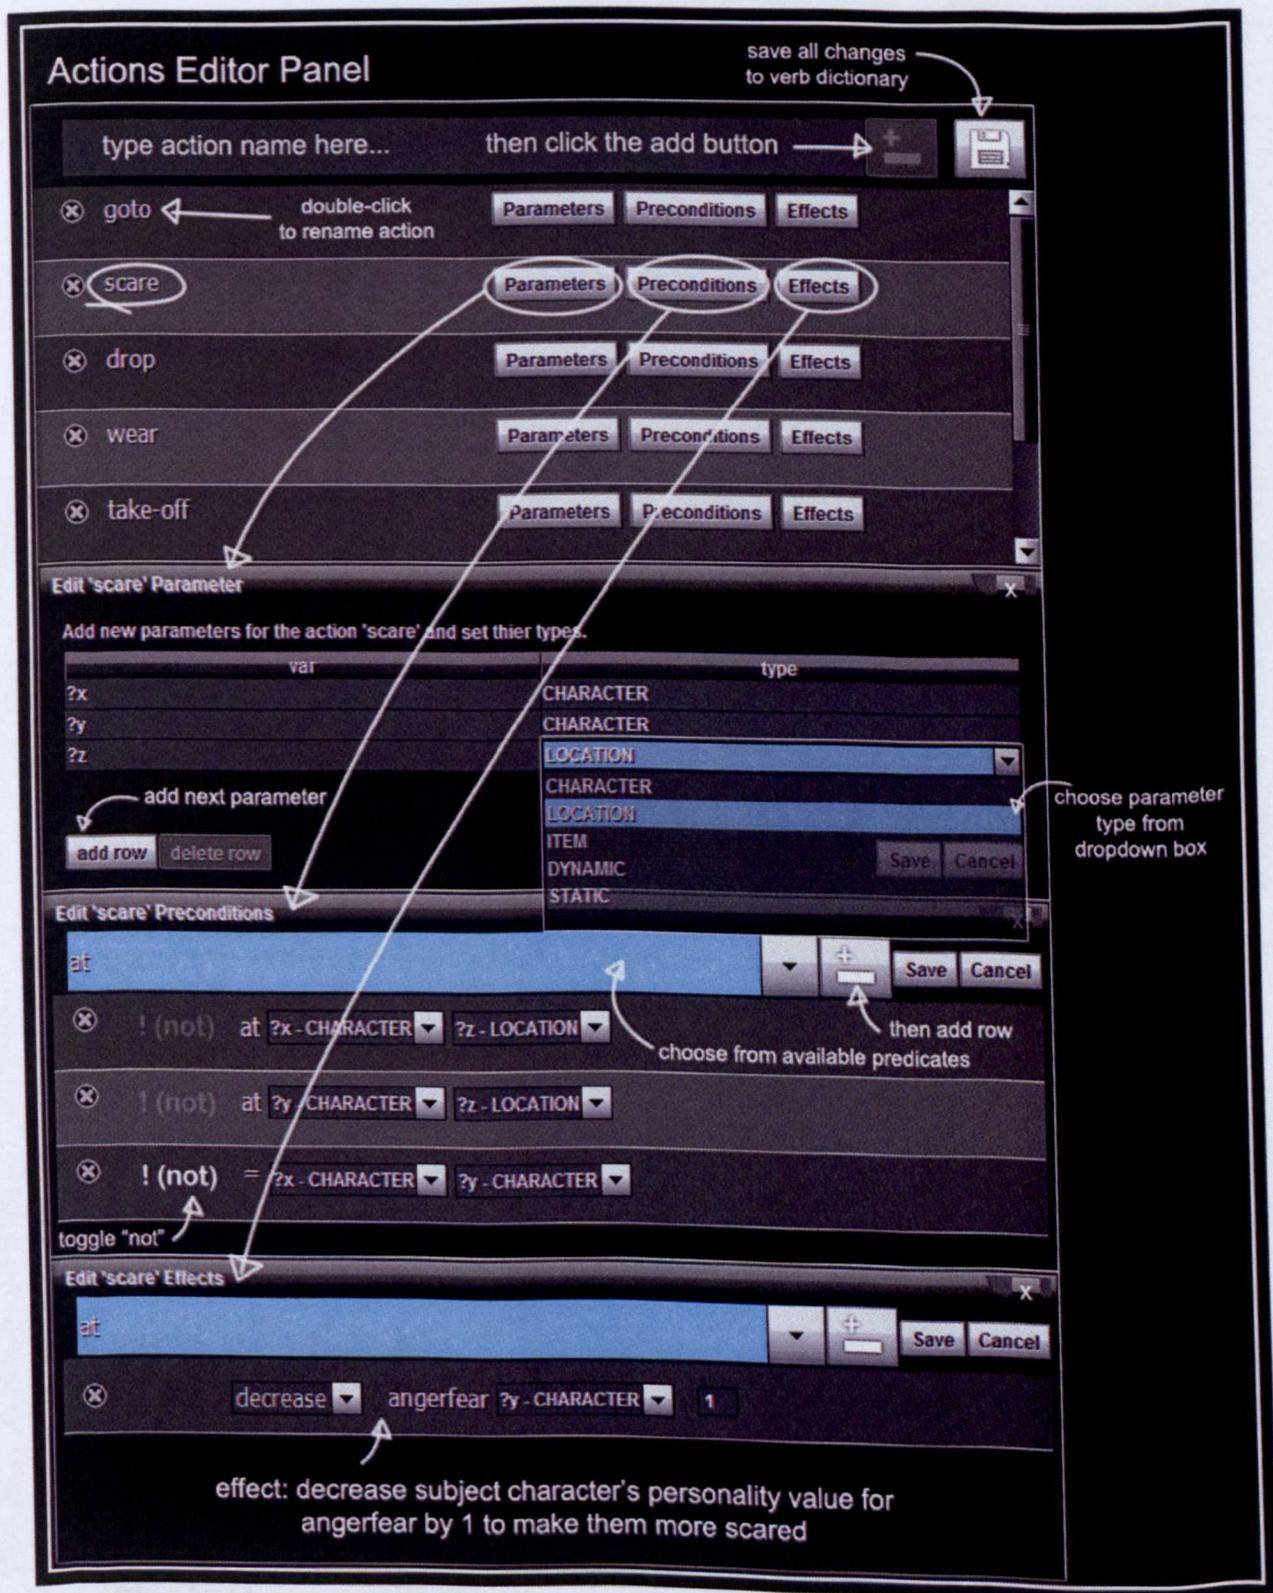 Actions Editor Panel
save all changes
to verb dictionary
type action name here...
then click the add button
goto
double-click
to rename action
Parameters Preconditions Effects
scare
Parameters Preconditions Effects
drop
Parameters Preconditions Effects
wear
Parameters Preconditions Effects
take-off
Parameters Preconditions Effects
Edit 'scare' Parameter
X
Add new parameters for the action 'scare' and set thier types.
var type
?x CHARACTER
?y CHARACTER
?z LOCATION
CHARACTER
LOCATION
ITEM
DYNAMIC
STATIC
add next parameter
add row delete row
Save Cancel
choose parameter
type from
dropdown box
Edit 'scare' Preconditions
X
at
Save Cancel
! (not) at ?x - CHARACTER ?z - LOCATION
then add row
choose from available predicates
! (not) at ?y - CHARACTER ?z - LOCATION
! (not) = ?x - CHARACTER ?y - CHARACTER
toggle "not"
Edit 'scare' Effects
X
at
Save Cancel
decrease angerfear ?y - CHARACTER 1
effect: decrease subject character's personality value for
angerfear by 1 to make them more scared